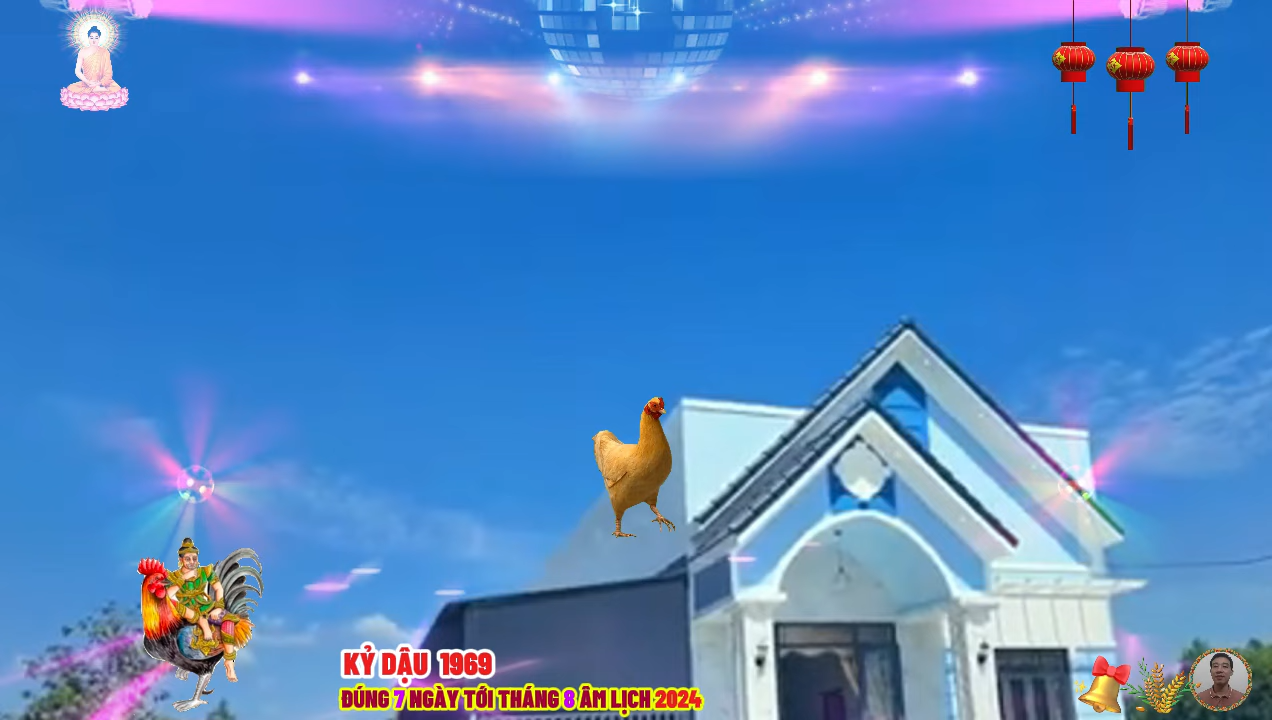 KỶ DẬU 1969
ĐÚNG 7 NGÀY TỚI THÁNG 8 ÂM LỊCH 2024